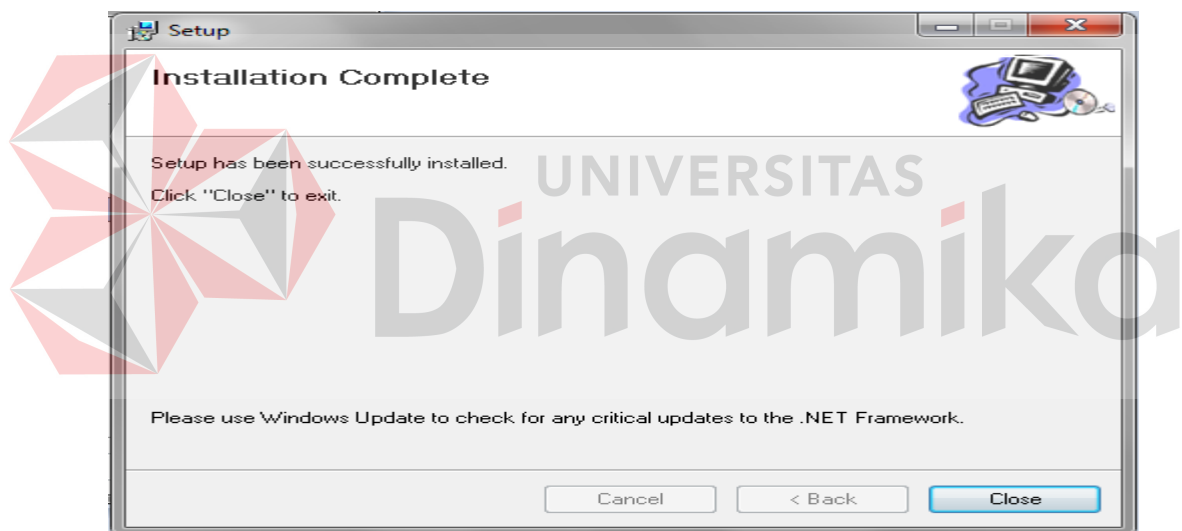 Setup
Installation Complete
Setup has been successfully installed.
Click "Close" to exit.
UNIVERSITAS
Dinamika
Please use Windows Update to check for any critical updates to the .NET Framework.
Cancel
< Back
Close